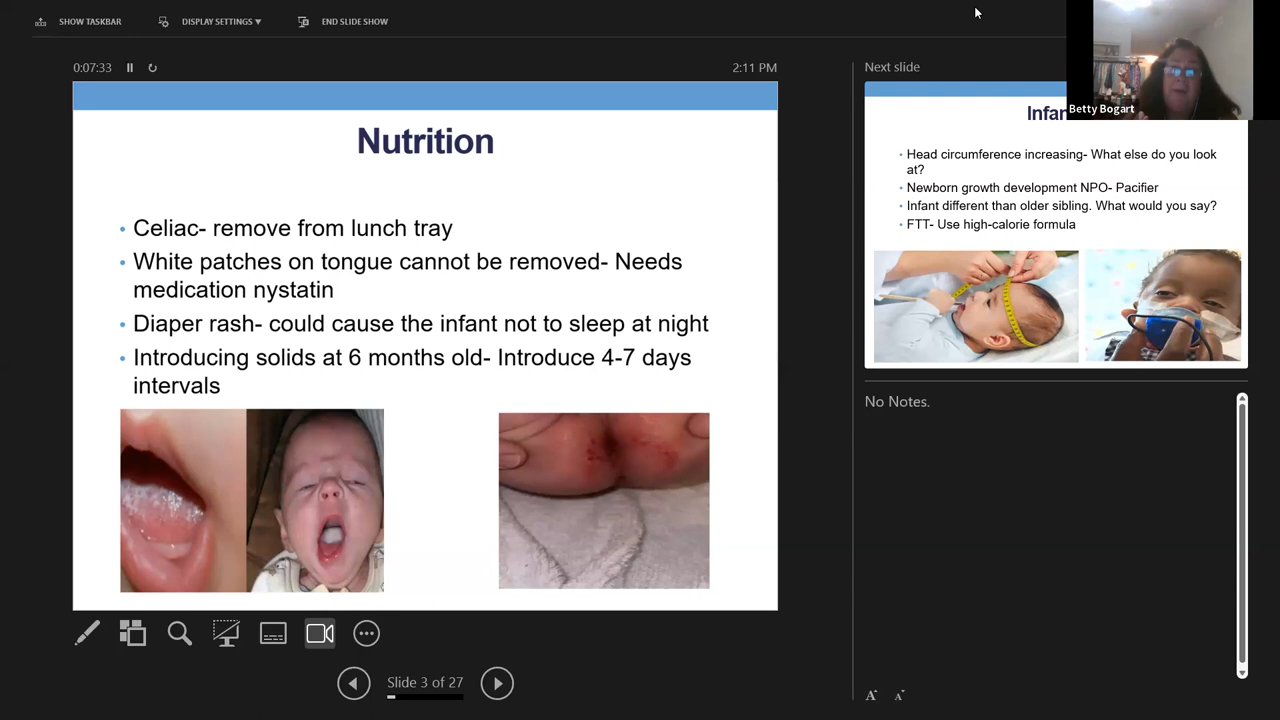 SHOW TASKBAR
DISPLAY SETTINGS ▼
END SLIDE SHOW
0:07:33
2:11 PM
Nutrition
• Celiac- remove from lunch tray
• White patches on tongue cannot be removed- Needs
medication nystatin
• Diaper rash- could cause the infant not to sleep at night
• Introducing solids at 6 months old- Introduce 4-7 days
intervals
Slide 3 of 27
Next slide
Betty Bogart
• Head circumference increasing- What else do you look
at?
• Newborn growth development NPO- Pacifier
• Infant different than older sibling. What would you say?
• FTT- Use high-calorie formula
No Notes.
A A